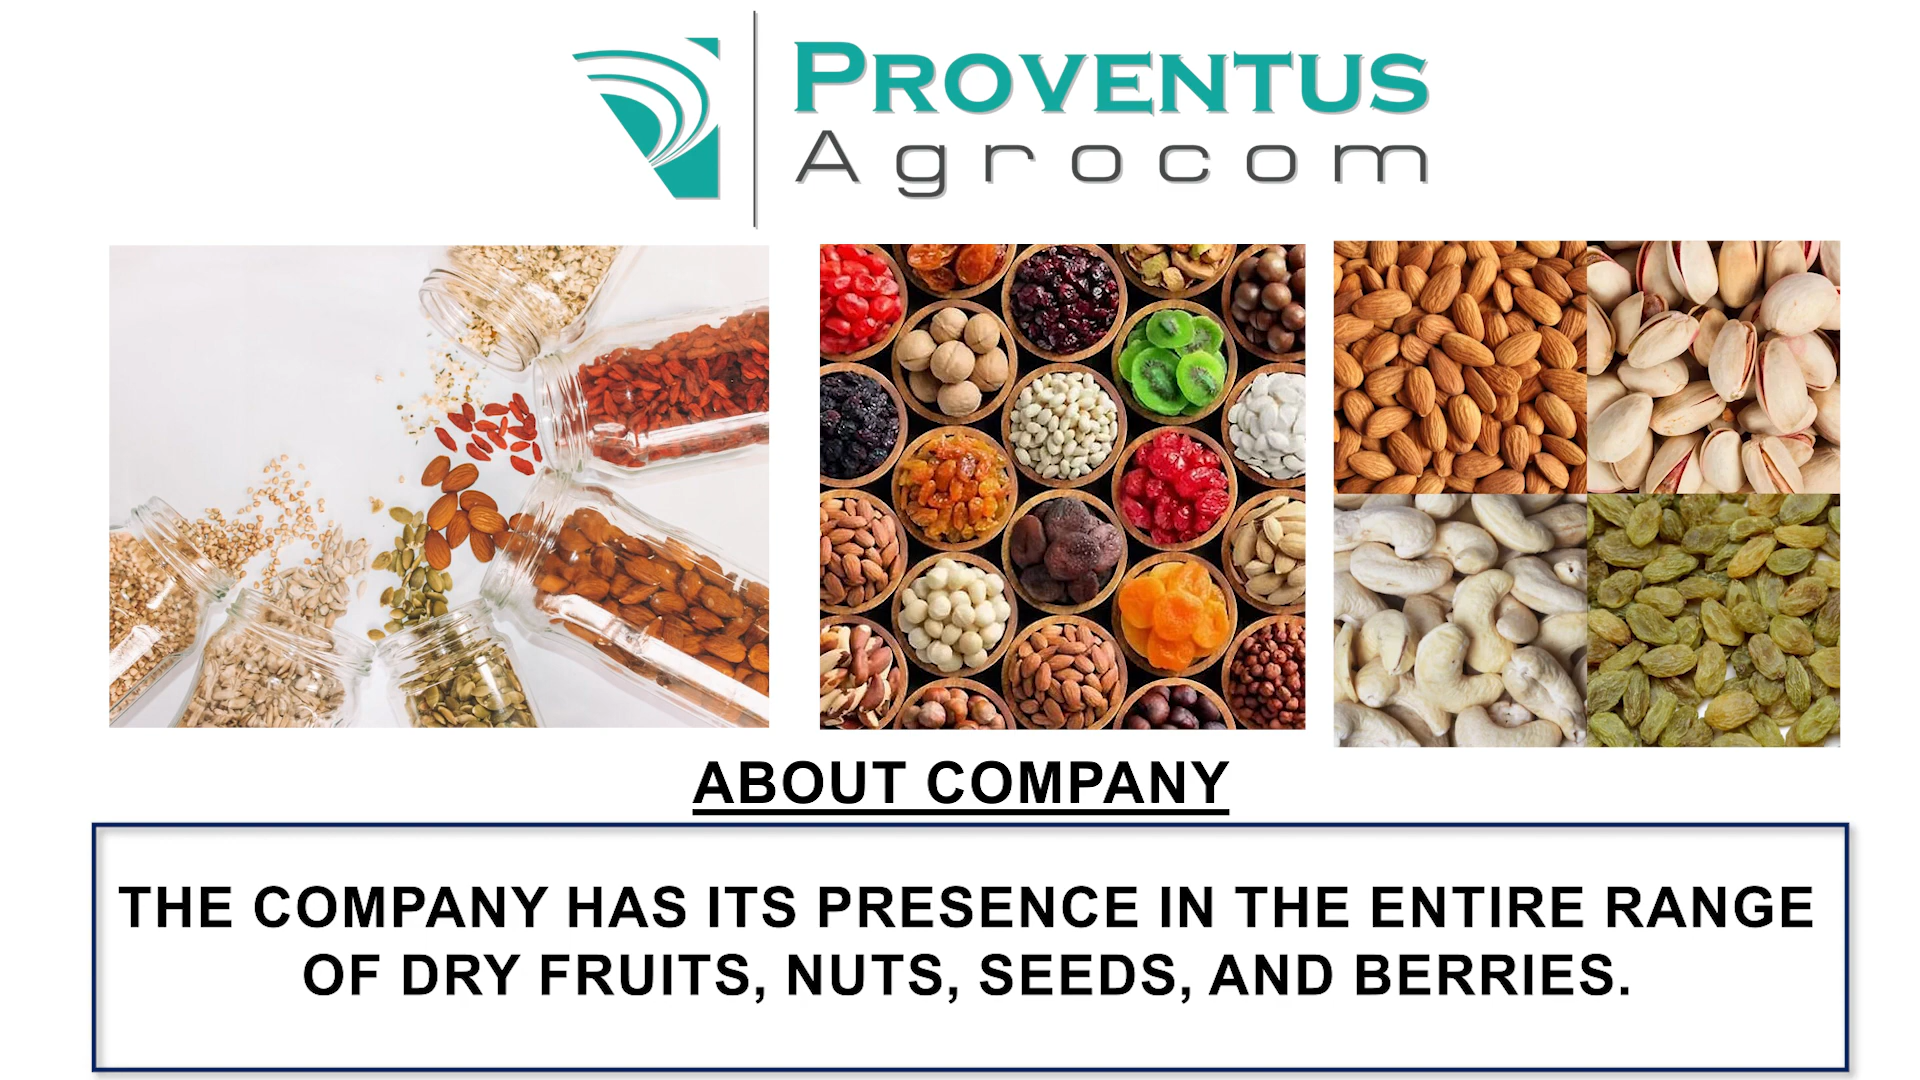 PROVENTUS
Agrocom
ABOUT COMPANY
THE COMPANY HAS ITS PRESENCE IN THE ENTIRE RANGE
OF DRY FRUITS, NUTS, SEEDS, AND BERRIES.